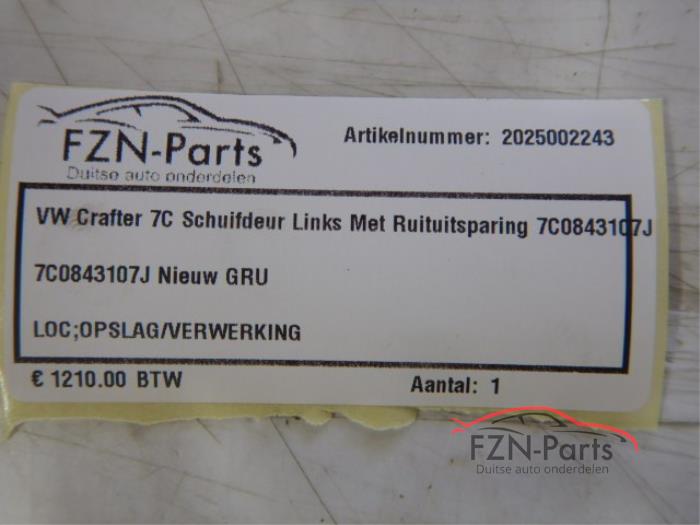 FZN-Parts
Duitse auto onderdelen
Artikelnummer: 2025002243
VW Crafter 7C Schuifdeur Links Met Ruituitsparing 7C0843107J
7C0843107J Nieuw GRU
LOC;OPSLAG/VERWERKING
€ 1210.00 BTW
Aantal: 1
FZN-Parts
Duitse auto onderdelen